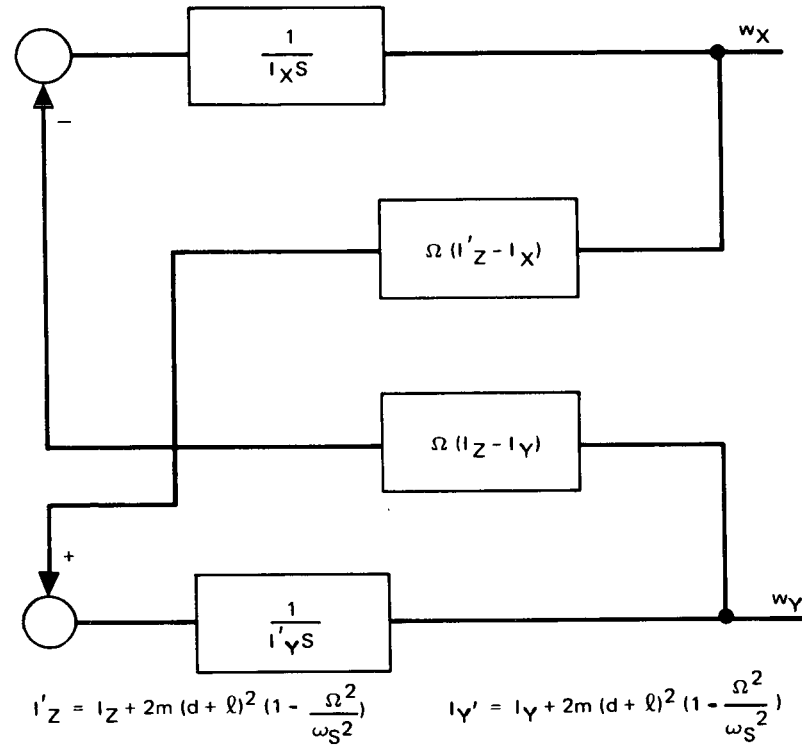 w_X
1
I_X S
−
Ω (I'_Z - I_X)
Ω (I_Z - I_Y)
+
1
I'_Y S
w_Y
I'_Z = I_Z + 2m (d + ℓ)² (1 - Ω²/ω_S²)    I_Y' = I_Y + 2m (d + ℓ)² (1 - Ω²/ω_S²)